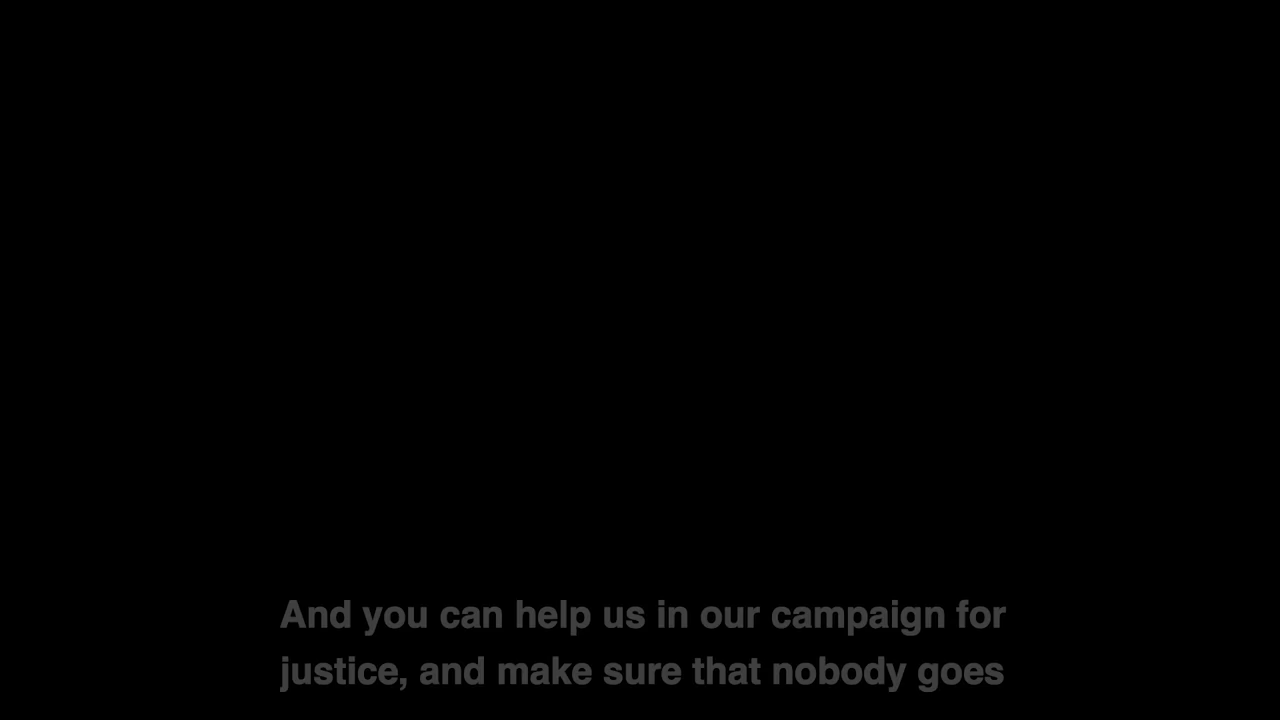 And you can help us in our campaign for
justice, and make sure that nobody goes